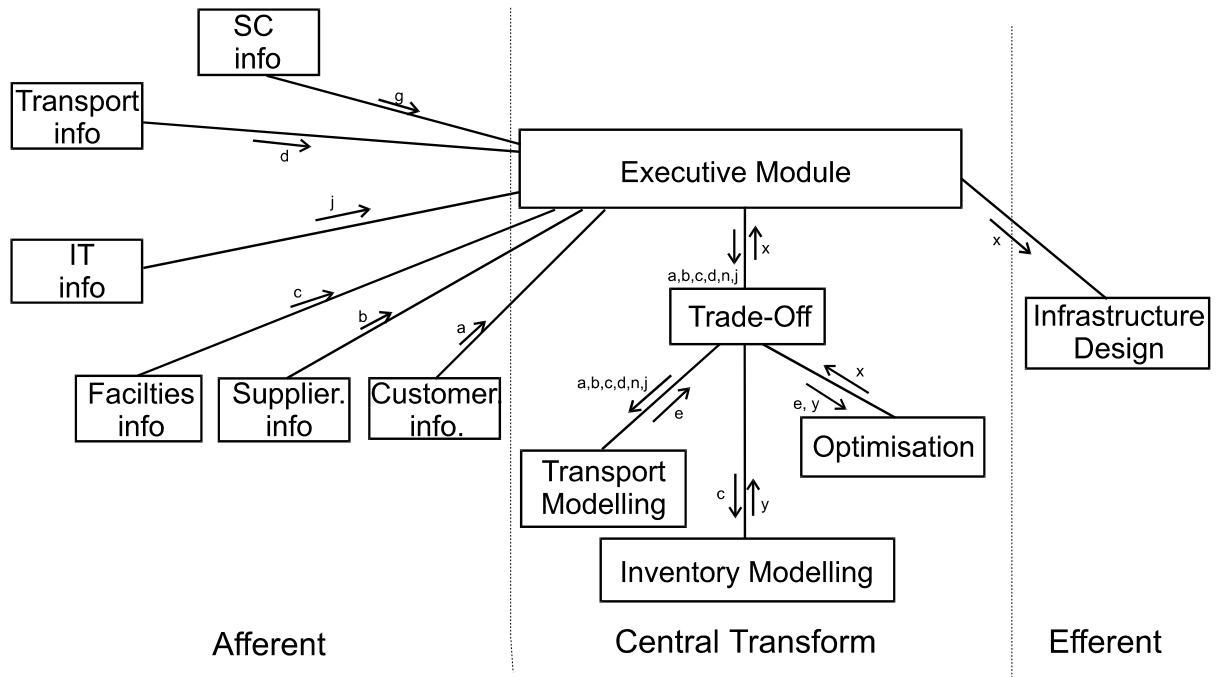 SC
info
g
Transport
info
d
Executive Module
j
x
IT
info
x
a,b,c,d,n,j
c
b
a
Trade-Off
Infrastructure
Design
Facilties
info
Supplier.
info
Customer.
info.
a,b,c,d,n,j
e
x
e, y
Optimisation
Transport
Modelling
c
y
Inventory Modelling
Afferent
Central Transform
Efferent